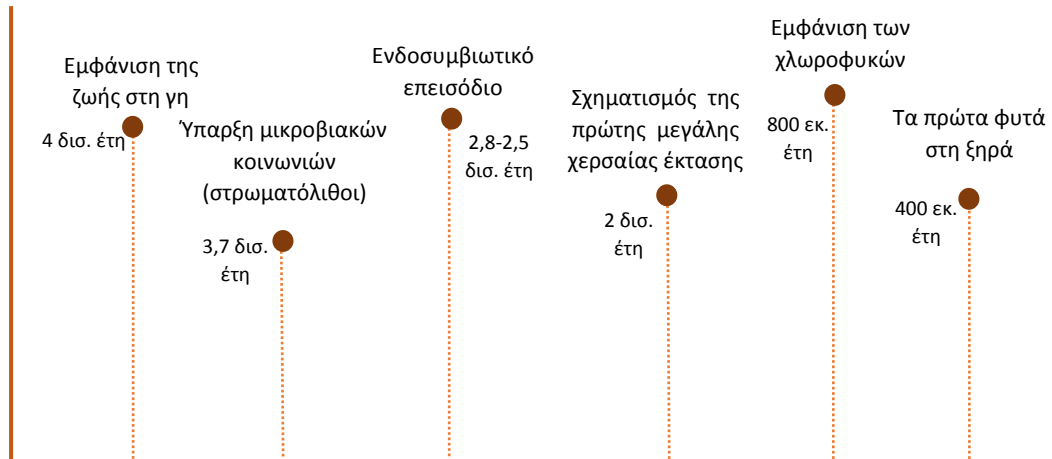 Εμφάνιση της
ζωής στη γη
4 δισ. έτη
Ύπαρξη μικροβιακών
κοινωνιών
(στρωματόλιθοι)
3,7 δισ.
έτη
Ενδοσυμβιωτικό
επεισόδιο
2,8-2,5
δισ. έτη
Σχηματισμός της
πρώτης μεγάλης
χερσαίας έκτασης
2 δισ.
έτη
Εμφάνιση των
χλωροφυκών
800 εκ.
έτη
Τα πρώτα φυτά
στη ξηρά
400 εκ.
έτη